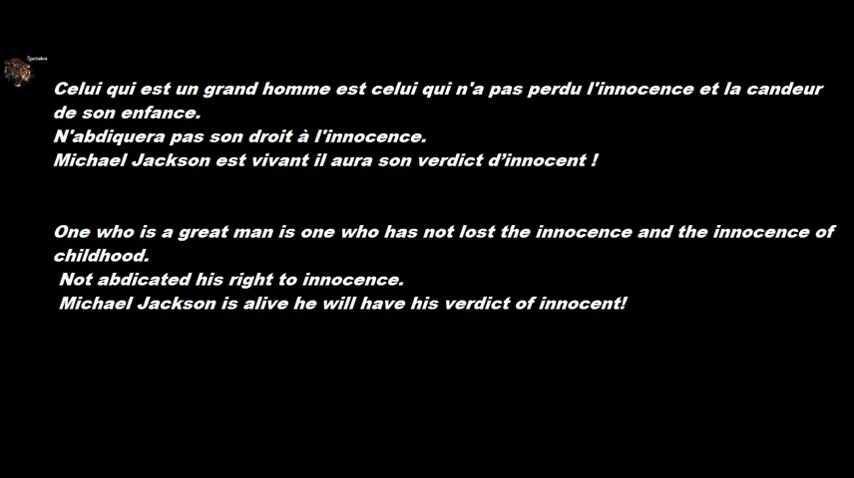 Celui qui est un grand homme est celui qui n'a pas perdu l'innocence et la candeur
de son enfance.
N'abdiquera pas son droit à l'innocence.
Michael Jackson est vivant il aura son verdict d’innocent !
One who is a great man is one who has not lost the innocence and the innocence of
childhood.
Not abdicated his right to innocence.
Michael Jackson is alive he will have his verdict of innocent!